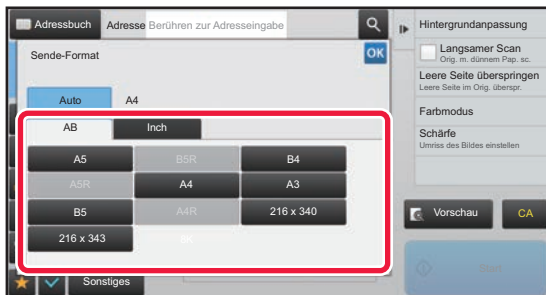 Adressbuch
Adresse
Berühren zur Adresseingabe
Sende-Format
OK
Auto
A4
AB
Inch
A5
B5R
B4
A5R
A4
A3
B5
A4R
216 x 340
216 x 343
8K
Sonstiges
Hintergrundanpassung
Langsamer Scan
Orig. m. dünnem Pap. sc.
Leere Seite überspringen
Leere Seite im Orig. überspr.
Farbmodus
Schärfe
Umriss des Bildes einstellen
Vorschau
CA
Start